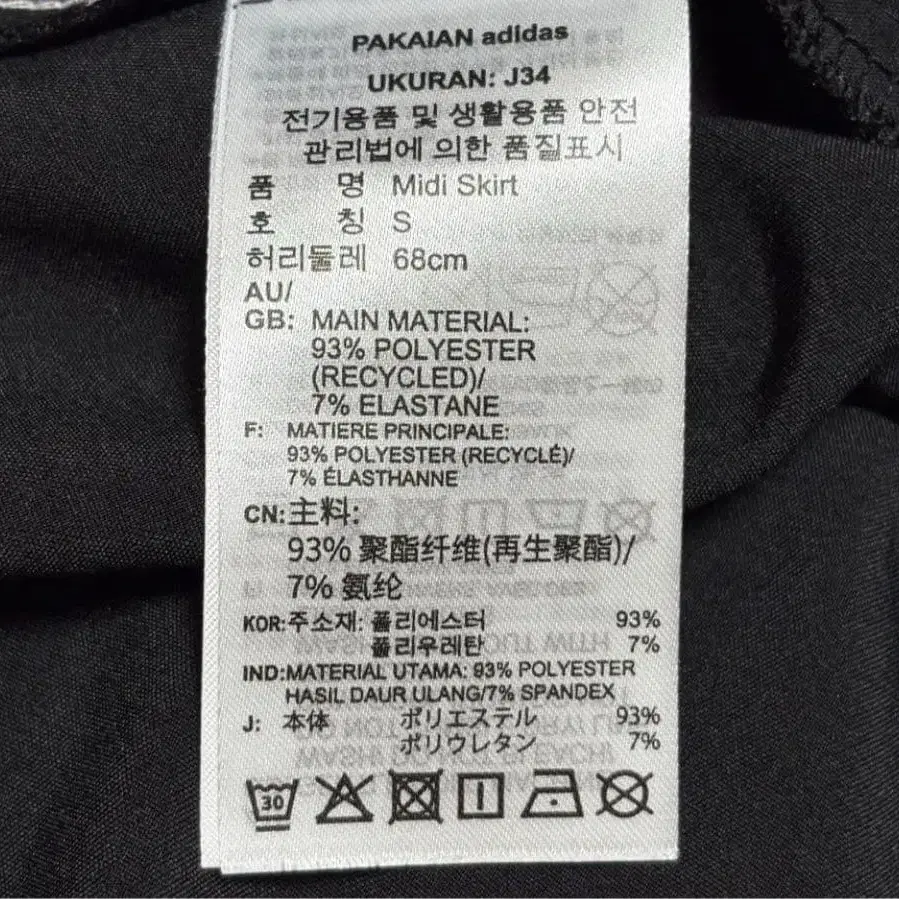 PAKAIAN adidas
UKURAN: J34
전기용품 및 생활용품 안전
관리법에 의한 품질표시
품 명 Midi Skirt
호 칭 S
허리둘레 68cm
AU/
GB: MAIN MATERIAL:
93% POLYESTER
(RECYCLED)/
7% ELASTANE
F: MATIERE PRINCIPALE:
93% POLYESTER (RECYCLÉ)/
7% ÉLASTHANNE
CN:主料:
93% 聚酯纤维(再生聚酯)/
7% 氨纶
KOR:주소재: 폴리에스터 93%
폴리우레탄 7%
IND:MATERIAL UTAMA: 93% POLYESTER
HASIL DAUR ULANG/7% SPANDEX
J: 本体 ポリエステル 93%
ポリウレタン 7%
30